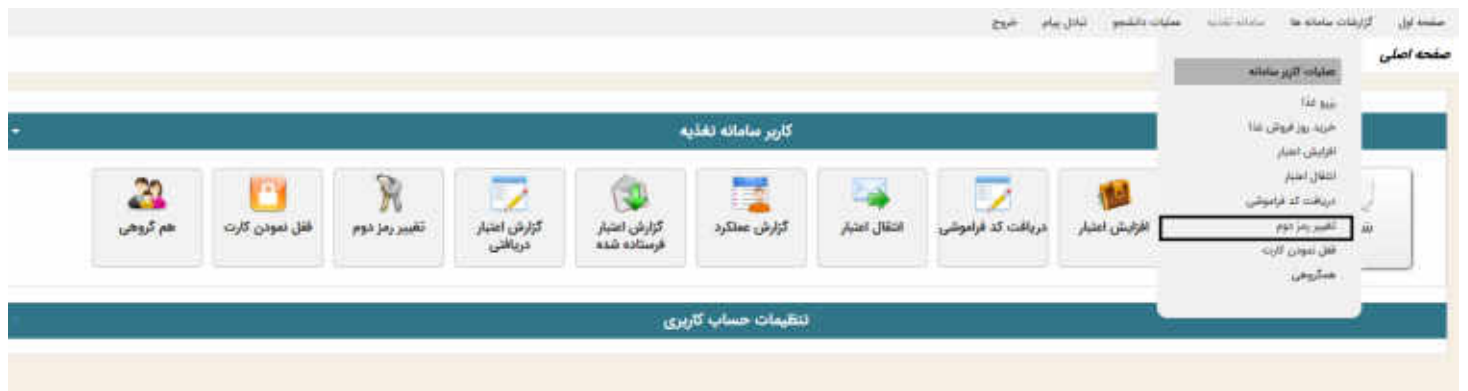 صفحه اول گزارشات سامانه ها سامانه تغذیه عملیات دانشجو تبادل پیام خروج
صفحه اصلی
عملیات کاربر سامانه
رزرو غذا
خرید روز فروش غذا
افزایش اعتبار
انتقال اعتبار
دریافت کد فراموشی
تغییر رمز دوم
قفل نمودن کارت
همگروهی
کاربر سامانه تغذیه
افزایش اعتبار
دریافت کد فراموشی
انتقال اعتبار
گزارش عملکرد
گزارش اعتبار
فرستاده شده
گزارش اعتبار
دریافتی
تغییر رمز دوم
قفل نمودن کارت
هم گروهی
تنظیمات حساب کاربری